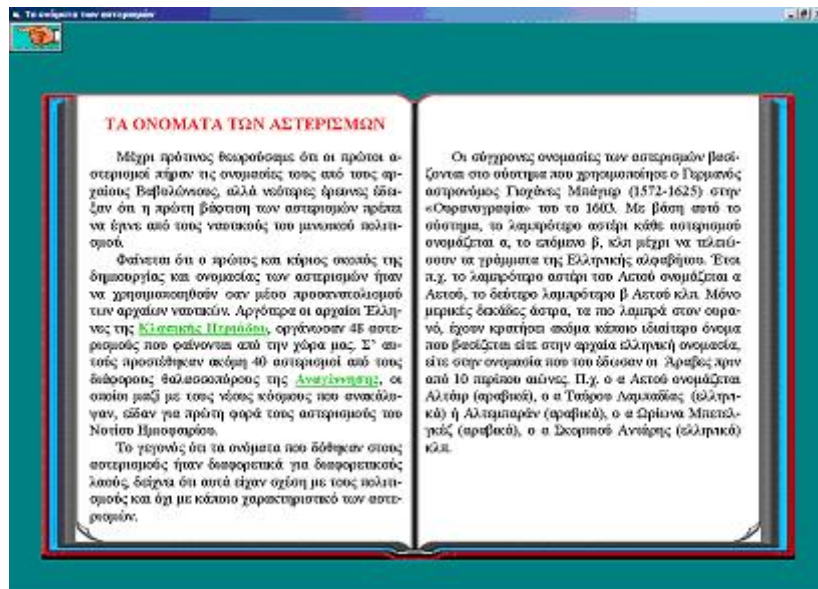 Τα ονόματα των αστερισμών
ΤΑ ΟΝΟΜΑΤΑ ΤΩΝ ΑΣΤΕΡΙΣΜΩΝ
Μέχρι πρότινος θεωρούσαμε ότι οι πρώτοι α-
στερισμοί πήραν τις ονομασίες τους από τους αρ-
χαίους Βαβυλώνιους, αλλά νεότερες έρευνες έδει-
ξαν ότι η πρώτη βάφτιση των αστερισμών πρέπει
να έγινε από τους ναυτικούς του μινωικού πολιτι-
σμού.
Φαίνεται ότι ο πρώτος και κύριος σκοπός της
δημιουργίας και ονομασίας των αστερισμών ήταν
να χρησιμοποιηθούν σαν μέσο προσανατολισμού
των αρχαίων ναυτικών. Αργότερα οι αρχαίοι Έλλη-
νες της Κλασικής Περιόδου, οργάνωσαν 48 αστε-
ρισμούς που φαίνονται από την χώρα μας. Σ' αυ-
τούς προστέθηκαν ακόμη 40 αστερισμοί από τους
διάφορους θαλασσοπόρους της Αναγέννησης, οι
οποίοι μαζί με τους νέους κόσμους που ανακάλυ-
ψαν, είδαν για πρώτη φορά τους αστερισμούς του
Νοτίου Ημισφαιρίου.
Το γεγονός ότι τα ονόματα που δόθηκαν στους
αστερισμούς ήταν διαφορετικά για διαφορετικούς
λαούς, δείχνει ότι αυτά είχαν σχέση με τους πολιτι-
σμούς και όχι με κάποιο χαρακτηριστικό των αστε-
ρισμών.
Οι σύγχρονες ονομασίες των αστερισμών βασί-
ζονται στο σύστημα που χρησιμοποίησε ο Γερμανός
αστρονόμος Γιοχάνες Μπάγιερ (1572-1625) στην
«Ουρανογραφία» του το 1603. Με βάση αυτό το
σύστημα, το λαμπρότερο αστέρι κάθε αστερισμού
ονομάζεται α, το επόμενο β, κλπ μέχρι να τελειώ-
σουν τα γράμματα της Ελληνικής αλφαβήτου. Έτσι
π.χ. το λαμπρότερο αστέρι του Αετού ονομάζεται α
Αετού, το δεύτερο λαμπρότερο β Αετού κλπ. Μόνο
μερικές δεκάδες άστρα, τα πιο λαμπρά στον ουρα-
νό, έχουν κρατήσει ακόμα κάποιο ιδιαίτερο όνομα
που βασίζεται είτε στην αρχαία ελληνική ονομασία,
είτε στην ονομασία που του έδωσαν οι Άραβες πριν
από 10 περίπου αιώνες. Π.χ. ο α Αετού ονομάζεται
Αλτάιρ (αραβικά), ο α Ταύρου Λαμπαδίας (ελληνι-
κά) ή Αλτεμπαράν (αραβικά), ο α Ωρίωνα Μπετελ-
γκέζ (αραβικά), ο α Σκορπιού Αντάρης (ελληνικά)
κλπ.